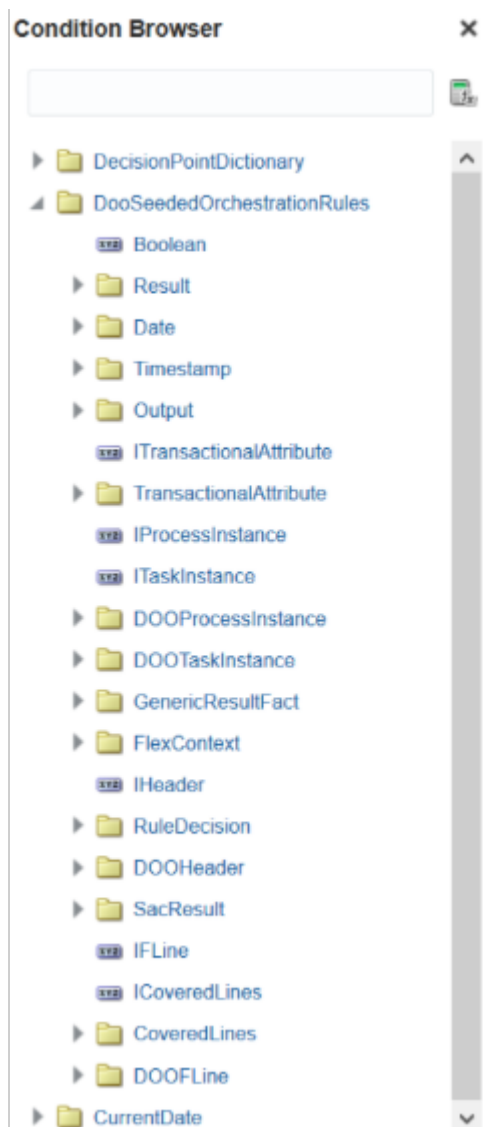 Condition Browser
DecisionPointDictionary
DooSeededOrchestrationRules
Boolean
Result
Date
Timestamp
Output
ITransactionalAttribute
TransactionalAttribute
IProcessInstance
ITaskInstance
DOOProcessInstance
DOOTaskInstance
GenericResultFact
FlexContext
IHeader
RuleDecision
DOOHeader
SacResult
IFLine
ICoveredLines
CoveredLines
DOOFLine
CurrentDate